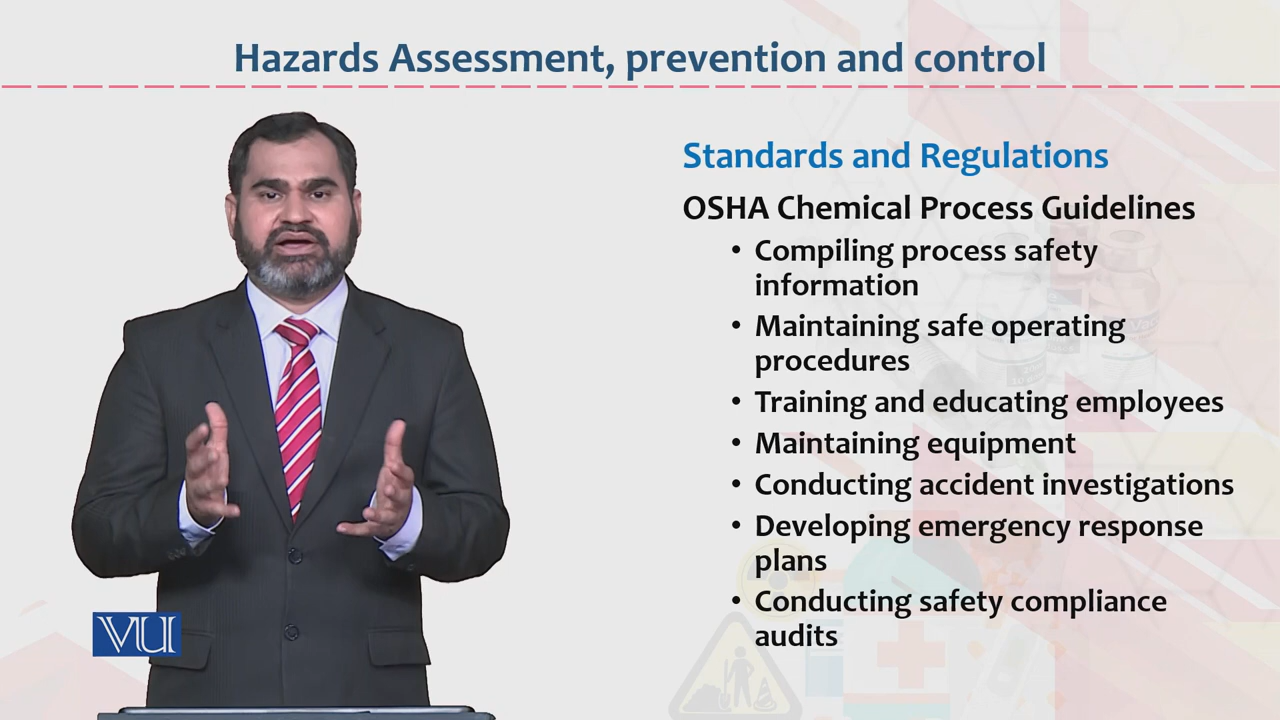 Hazards Assessment, prevention and control
Standards and Regulations
OSHA Chemical Process Guidelines
• Compiling process safety
information
• Maintaining safe operating
procedures
• Training and educating employees
• Maintaining equipment
• Conducting accident investigations
• Developing emergency response
plans
• Conducting safety compliance
audits
VU